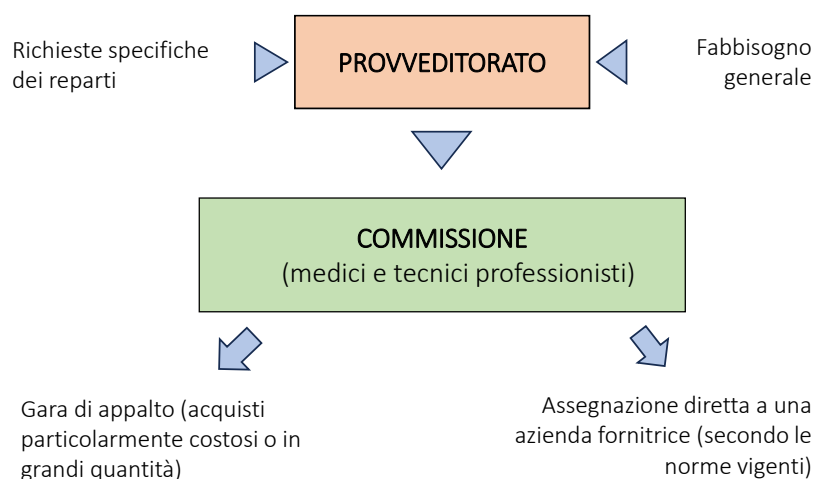 Richieste specifiche
dei reparti
PROVVEDITORATO
Fabbisogno
generale
COMMISSIONE
(medici e tecnici professionisti)
Gara di appalto (acquisti
particolarmente costosi o in
grandi quantità)
Assegnazione diretta a una
azienda fornitrice (secondo le
norme vigenti)